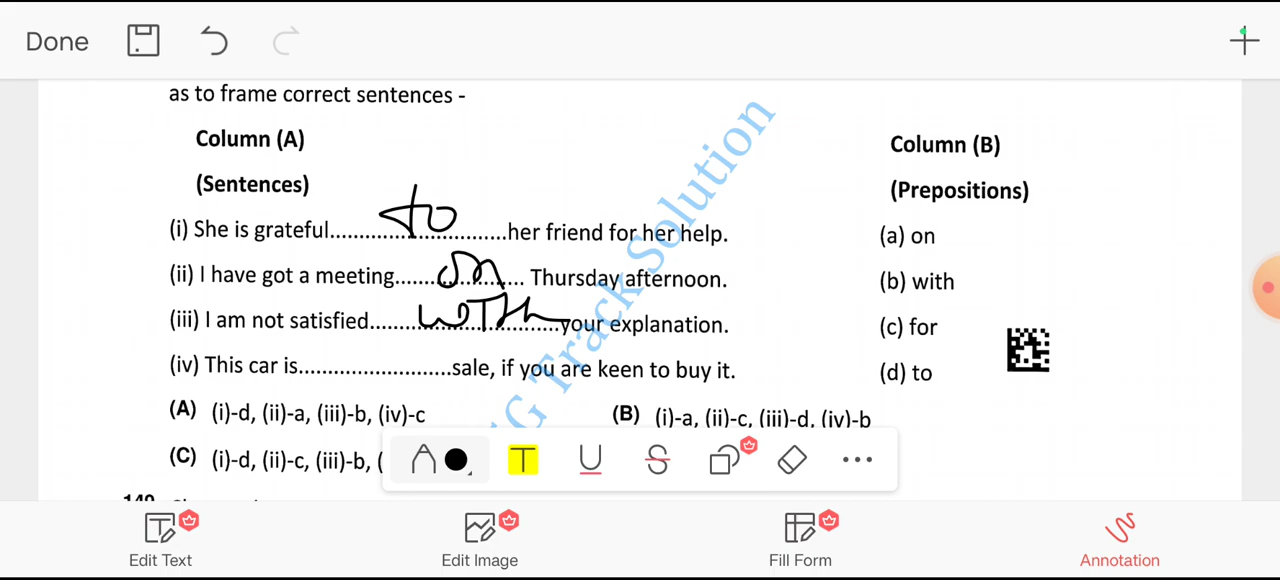 Done
as to frame correct sentences -
Column (A)
Column (B)
(Sentences)
(Prepositions)
(i) She is grateful.....to.....her friend for her help.
(a) on
(ii) I have got a meeting.....on..... Thursday afternoon.
(b) with
(iii) I am not satisfied.....with.....your explanation.
(c) for
(iv) This car is..........................sale, if you are keen to buy it.
(d) to
(A) (i)-d, (ii)-a, (iii)-b, (iv)-c
(B) (i)-a, (ii)-c, (iii)-d, (iv)-b
(C) (i)-d, (ii)-c, (iii)-b, (
G Track Solution
T
U
S
Edit Text
Edit Image
Fill Form
Annotation